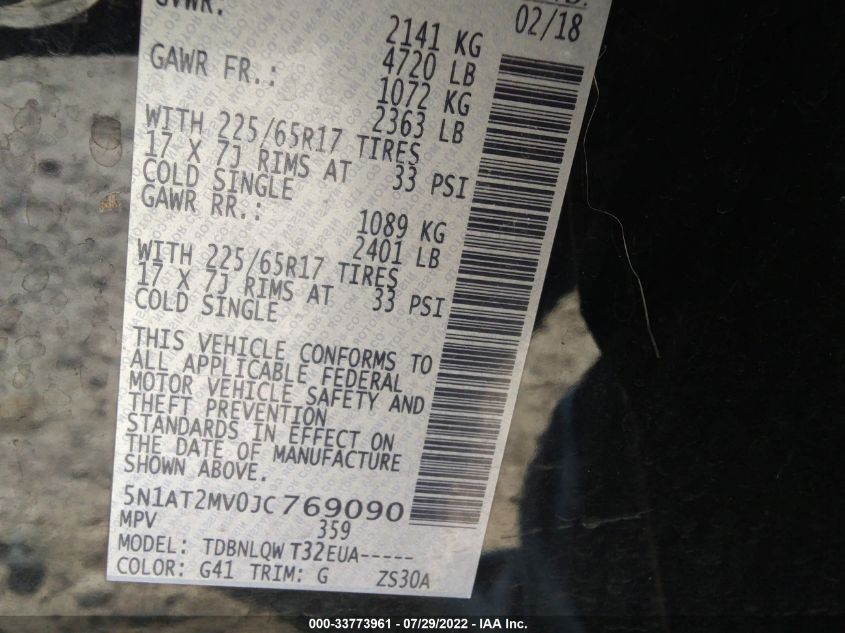 GVWR:
02/18
2141 KG
4720 LB
GAWR FR.:
1072 KG
2363 LB
WITH 225/65R17 TIRES
17 X 7J RIMS AT 33 PSI
COLD SINGLE
GAWR RR.:
1089 KG
2401 LB
WITH 225/65R17 TIRES
17 X 7J RIMS AT 33 PSI
COLD SINGLE
THIS VEHICLE CONFORMS TO
ALL APPLICABLE FEDERAL
MOTOR VEHICLE SAFETY AND
THEFT PREVENTION
STANDARDS IN EFFECT ON
THE DATE OF MANUFACTURE
SHOWN ABOVE.
5N1AT2MV0JC769090
MPV 359
MODEL: TDBNLQW T32EUA-----
COLOR: G41 TRIM: G ZS30A
000-33773961 / 07/29/2022 - IAA Inc.